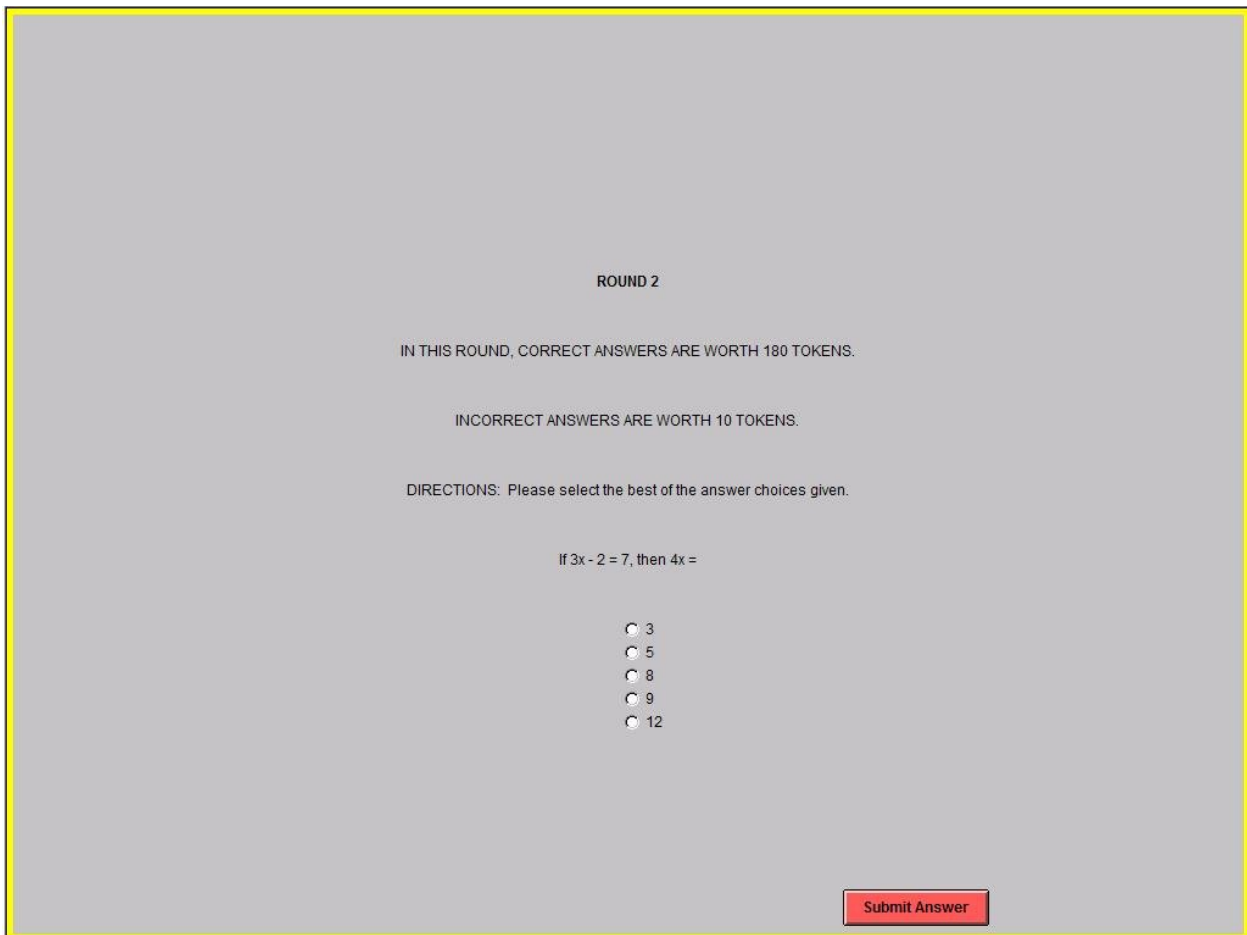 ROUND 2
IN THIS ROUND, CORRECT ANSWERS ARE WORTH 180 TOKENS.
INCORRECT ANSWERS ARE WORTH 10 TOKENS.
DIRECTIONS:  Please select the best of the answer choices given.
If 3x - 2 = 7, then 4x =
3
5
8
9
12
Submit Answer